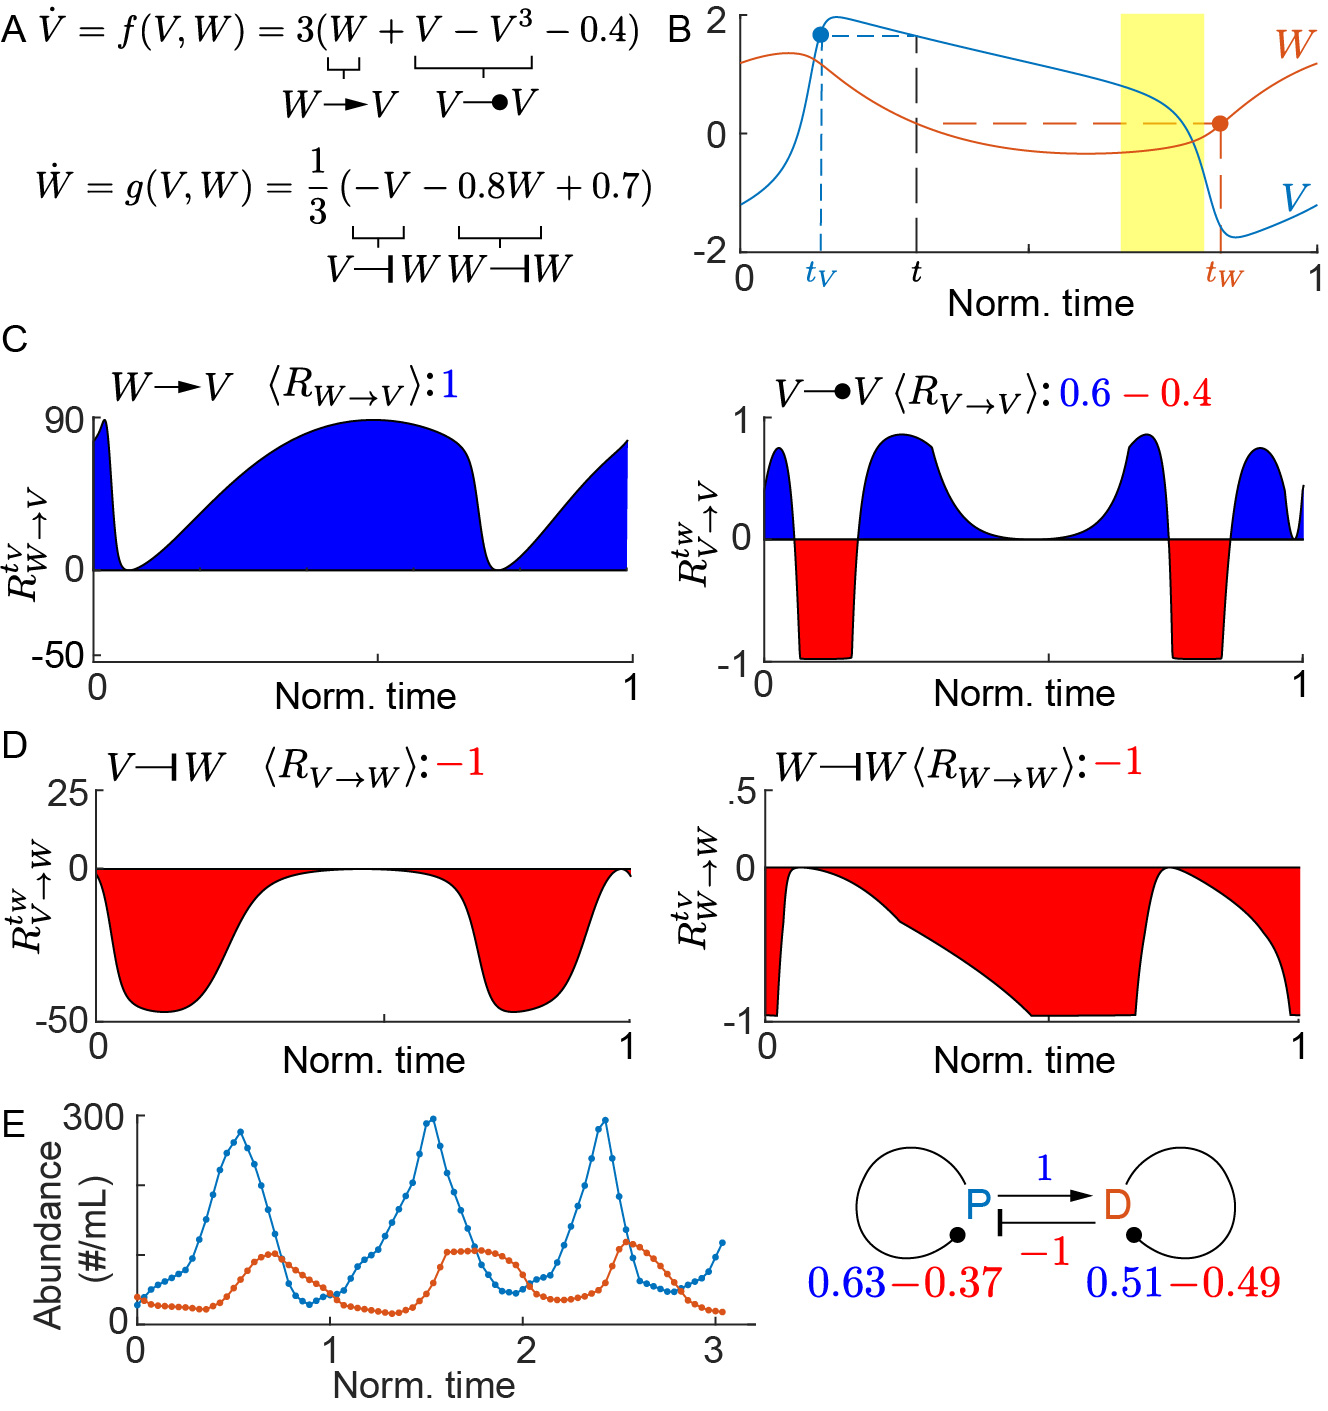 A V̇ = f(V, W) = 3(W + V − V³ − 0.4)
W→V V─●V
Ẇ = g(V, W) = 1/3 (−V − 0.8W + 0.7)
V⊣W W⊣W
B
2
0
-2
W
V
0 t_V t t_W 1
Norm. time
C
W→V ⟨R_{W→V}⟩: 1
90
0
-50
R^{t_V}_{W→V}
0 1
Norm. time
V─●V ⟨R_{V→V}⟩: 0.6 − 0.4
1
0
-1
R^{t_W}_{V→V}
0 1
Norm. time
D
V⊣W ⟨R_{V→W}⟩: −1
25
0
-50
R^{t_W}_{V→W}
0 1
Norm. time
W⊣W ⟨R_{W→W}⟩: −1
.5
0
-1
R^{t_V}_{W→W}
0 1
Norm. time
E
300
0
Abundance
(#/mL)
0 1 2 3
Norm. time
1
P D
−1
0.63−0.37 0.51−0.49